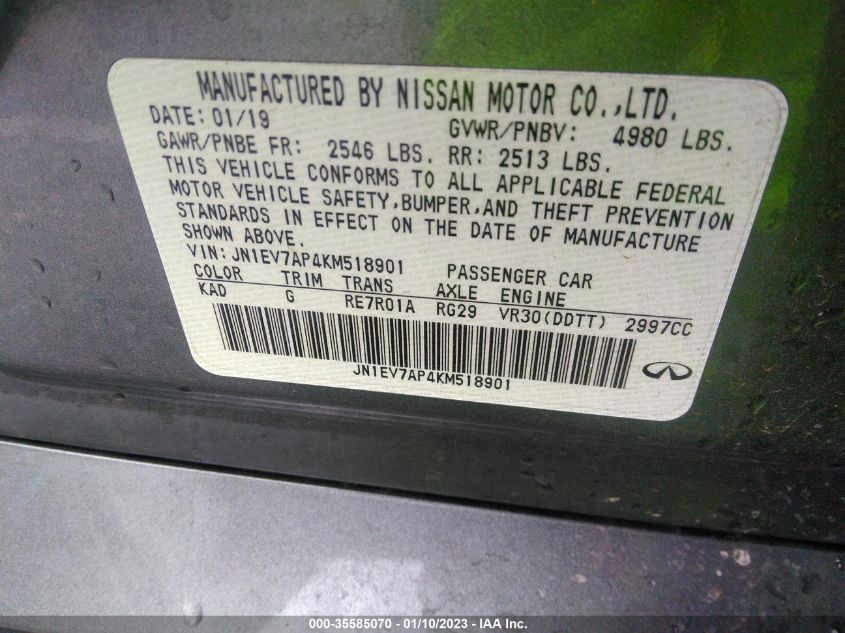 MANUFACTURED BY NISSAN MOTOR CO.,LTD.
DATE: 01/19 GVWR/PNBV: 4980 LBS.
GAWR/PNBE FR: 2546 LBS. RR: 2513 LBS.
THIS VEHICLE CONFORMS TO ALL APPLICABLE FEDERAL
MOTOR VEHICLE SAFETY,BUMPER,AND THEFT PREVENTION
STANDARDS IN EFFECT ON THE DATE OF MANUFACTURE
SHOWN ABOVE.
VIN:JN1EV7AP4KM518901 PASSENGER CAR
COLOR TRIM TRANS AXLE ENGINE
KAD G RE7R01A RG29 VR30(DDTT) 2997CC
JN1EV7AP4KM518901
000-35585070 - 01/10/2023 - IAA Inc.